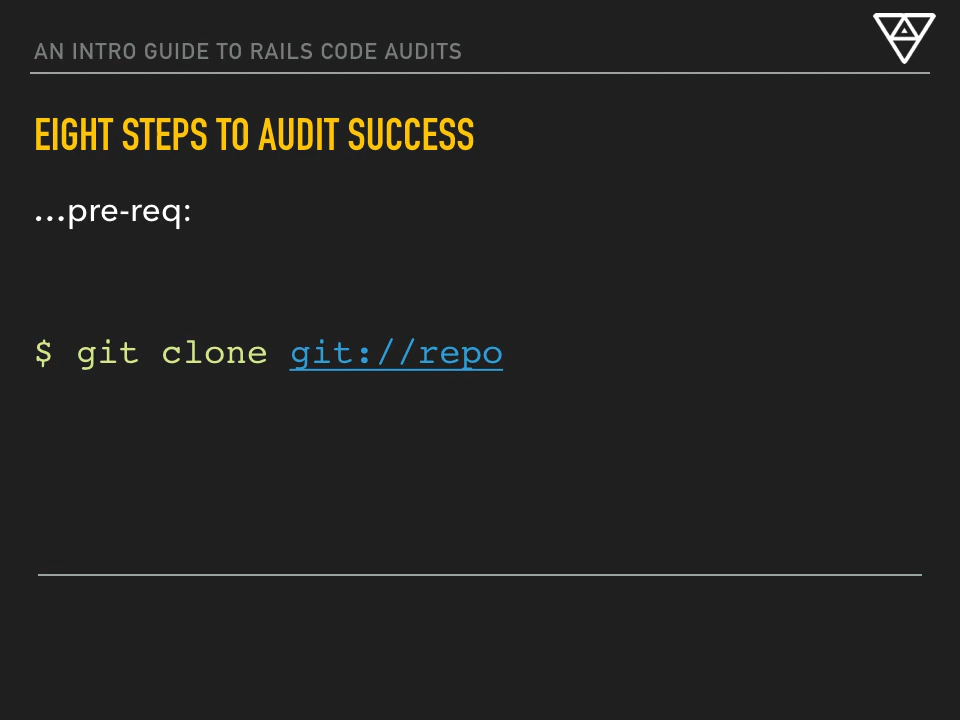 AN INTRO GUIDE TO RAILS CODE AUDITS
EIGHT STEPS TO AUDIT SUCCESS
…pre-req:
$ git clone git://repo